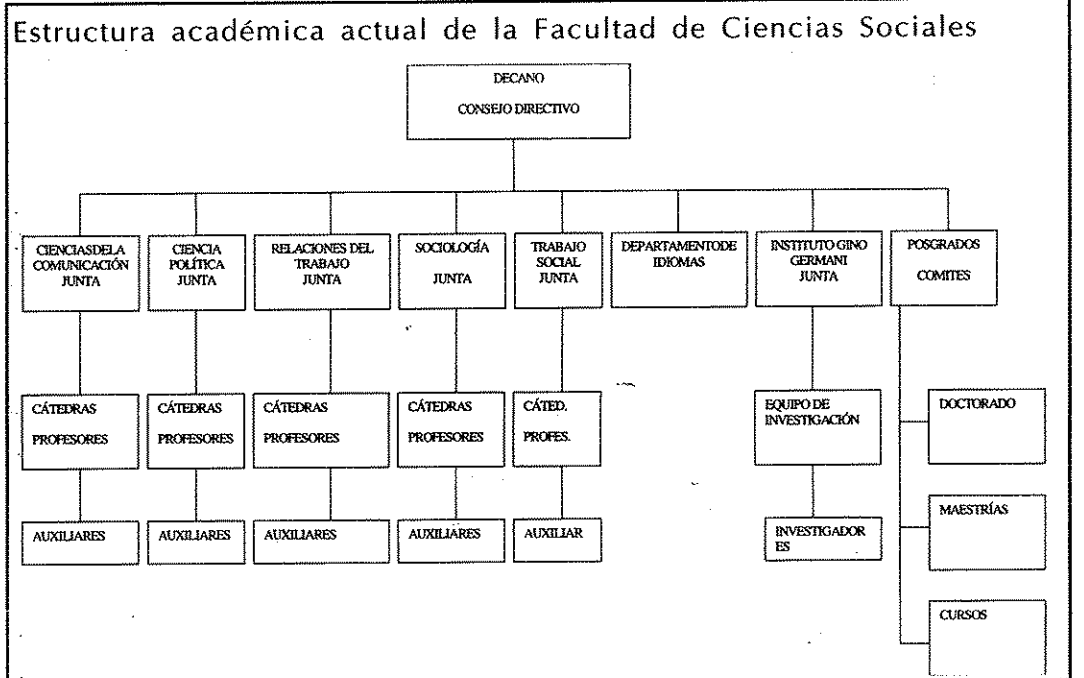 Estructura académica actual de la Facultad de Ciencias Sociales
DECANO
CONSEJO DIRECTIVO
CIENCIASDELA
COMUNICACIÓN
JUNTA
CIENCIA
POLÍTICA
JUNTA
RELACIONES DEL
TRABAJO
JUNTA
SOCIOLOGÍA
JUNTA
TRABAJO
SOCIAL
JUNTA
DEPARTAMENTODE
IDIOMAS
INSTITUTO GINO
GERMANI
JUNTA
POSGRADOS
COMITES
CÁTEDRAS
PROFESORES
CÁTEDRAS
PROFESORES
CÁTEDRAS
PROFESORES
CÁTEDRAS
PROFESORES
CÁTED.
PROFES.
EQUIPO DE
INVESTIGACIÓN
DOCTORADO
AUXILIARES
AUXILIARES
AUXILIARES
AUXILIARES
AUXILIAR
INVESTIGADOR
ES
MAESTRÍAS
CURSOS